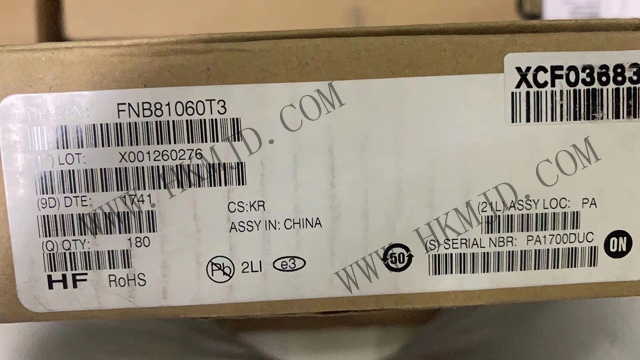 XCF03683
FNB81060T3
LOT: X001260276
(9D) DTE: 1741
CS:KR
(21L) ASSY LOC: PA
ASSY IN: CHINA
(Q) QTY: 180
(S) SERIAL NBR: PA1700DUC
ON
HF RoHS
Pb 2LI e3
50
WWW.HKMJD.COM
WWW.HKMJD.COM